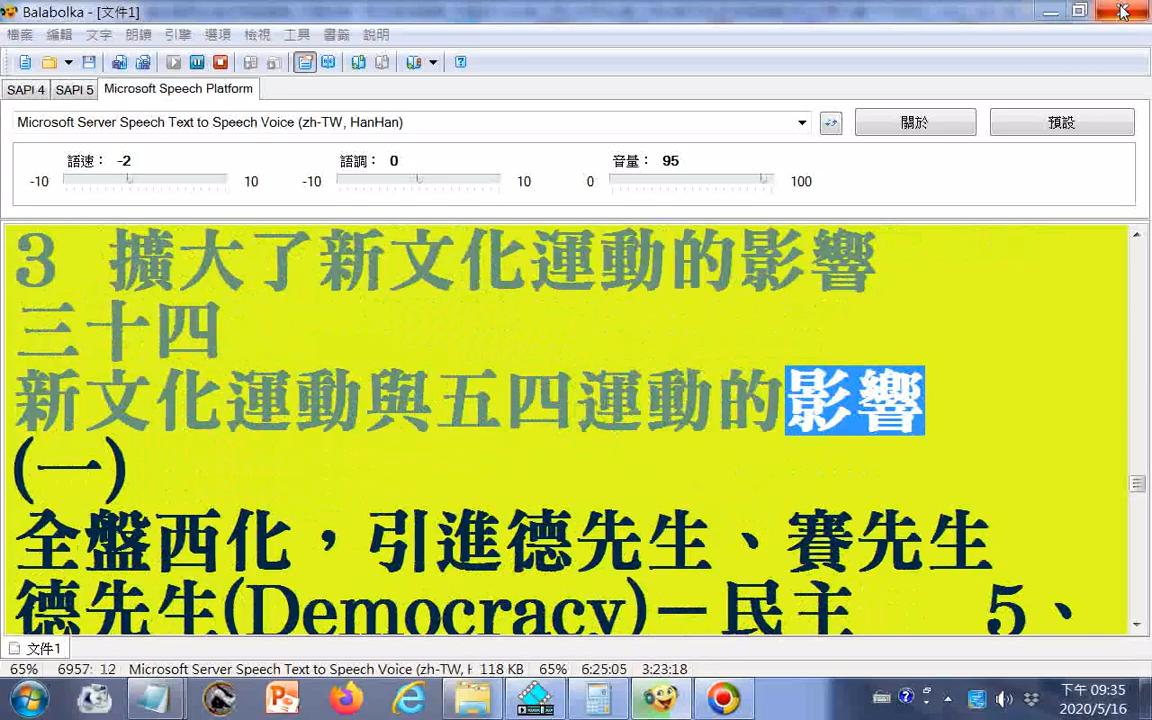 Balabolka - [文件1]
檔案 編輯 文字 朗讀 引擎 選項 檢視 工具 書籤 說明
SAPI 4 SAPI 5 Microsoft Speech Platform
Microsoft Server Speech Text to Speech Voice (zh-TW, HanHan) 關於 預設
語速： -2 語調： 0 音量： 95
-10 10 -10 10 0 100
3 擴大了新文化運動的影響
三十四
新文化運動與五四運動的影響
(一)
全盤西化，引進德先生、賽先生
德先生(Democracy)－民主 5、
文件1
65% 6957: 12 Microsoft Server Speech Text to Speech Voice (zh-TW, H 118 KB 65% 6:25:05 3:23:18
下午 09:35
2020/5/16